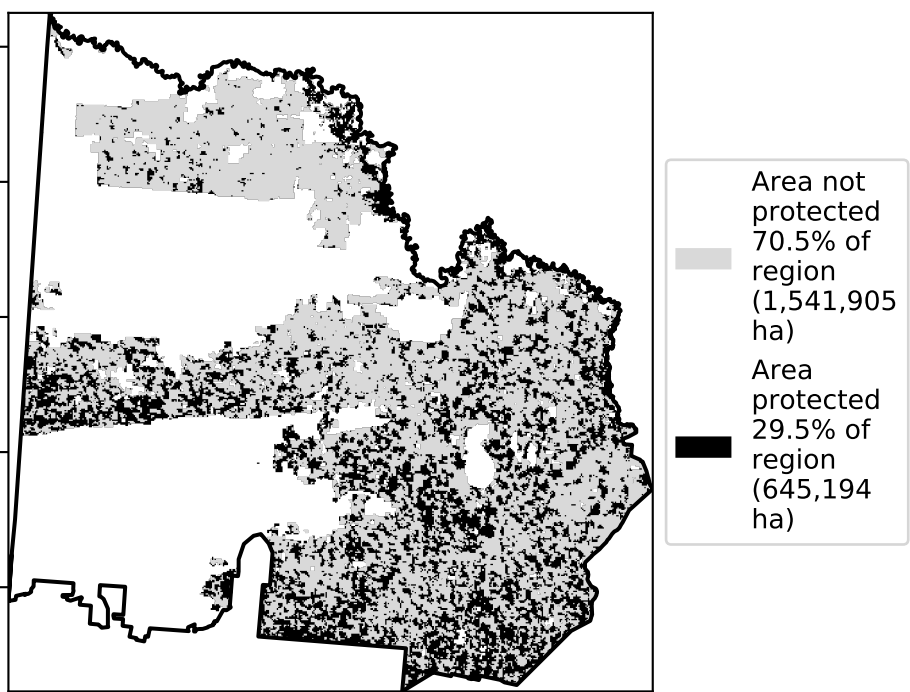 Area not
protected
70.5% of
region
(1,541,905
ha)
Area
protected
29.5% of
region
(645,194
ha)